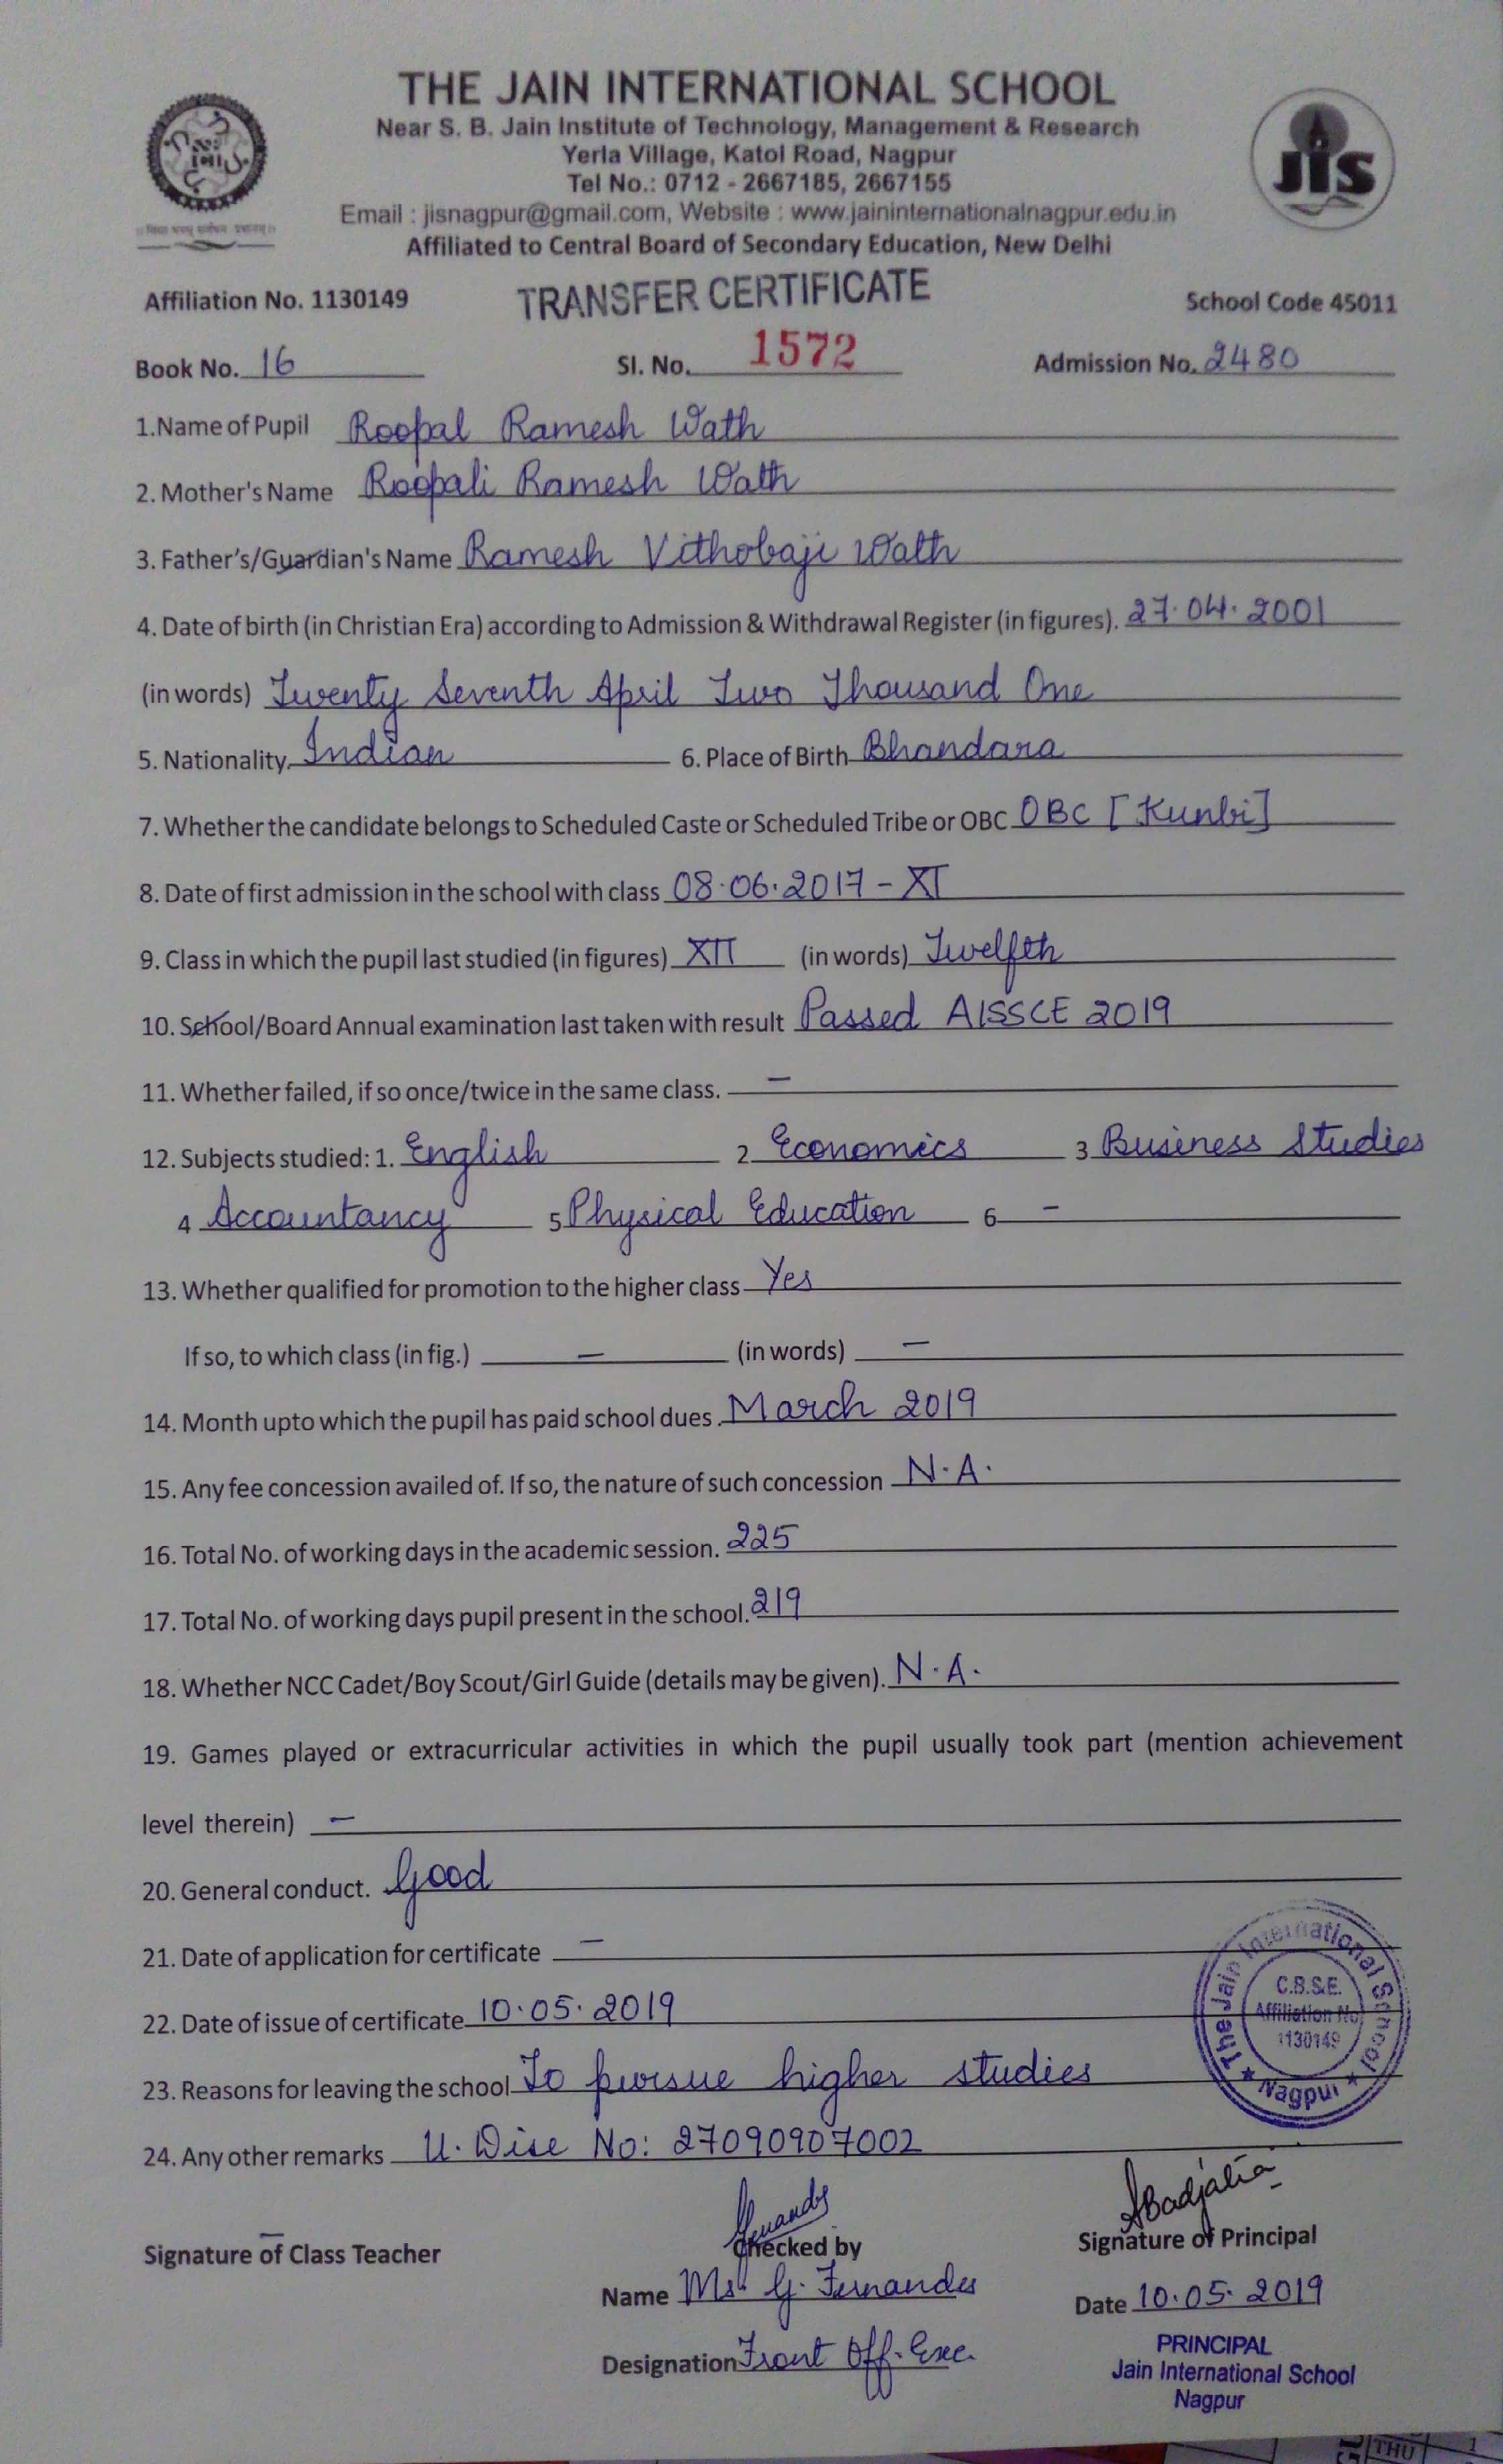 THE JAIN INTERNATIONAL SCHOOL
Near S. B. Jain Institute of Technology, Management & Research
Yerla Village, Katol Road, Nagpur
Tel No.: 0712 - 2667185, 2667155
Email : jisnagpur@gmail.com, Website : www.jaininternationalnagpur.edu.in
Affiliated to Central Board of Secondary Education, New Delhi
JIS
Affiliation No. 1130149 TRANSFER CERTIFICATE School Code 45011
Book No. 16 Sl. No. 1572 Admission No. 2480
1.Name of Pupil Roopal Ramesh Wath
2. Mother's Name Roopali Ramesh Wath
3. Father's/Guardian's Name Ramesh Vithobaji Wath
4. Date of birth (in Christian Era) according to Admission & Withdrawal Register (in figures). 27.04.2001
(in words) Twenty Seventh April Two Thousand One
5. Nationality. Indian 6. Place of Birth Bhandara
7. Whether the candidate belongs to Scheduled Caste or Scheduled Tribe or OBC OBC [Kunbi]
8. Date of first admission in the school with class 08.06.2017 - XI
9. Class in which the pupil last studied (in figures) XII (in words) Twelfth
10. School/Board Annual examination last taken with result Passed AISSCE 2019
11. Whether failed, if so once/twice in the same class. —
12. Subjects studied: 1. English 2 Economics 3 Business Studies
4 Accountancy 5 Physical Education 6 -
13. Whether qualified for promotion to the higher class Yes
If so, to which class (in fig.) — (in words) —
14. Month upto which the pupil has paid school dues. March 2019
15. Any fee concession availed of. If so, the nature of such concession N.A.
16. Total No. of working days in the academic session. 225
17. Total No. of working days pupil present in the school. 219
18. Whether NCC Cadet/Boy Scout/Girl Guide (details may be given). N.A.
19. Games played or extracurricular activities in which the pupil usually took part (mention achievement
level therein) —
20. General conduct. Good
21. Date of application for certificate —
22. Date of issue of certificate 10.05.2019
23. Reasons for leaving the school To pursue higher studies
24. Any other remarks U. Dise No: 27090907002
The Jain International School
C.B.S.E.
Affiliation No.
1130149
★ Nagpur ★
Signature of Class Teacher Checked by Signature of Principal
Name Ms. G. Fernandes Date 10.05.2019
Designation Front Off. Exe.
PRINCIPAL
Jain International School
Nagpur
THU 1